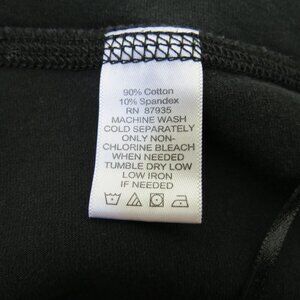 90% Cotton
10% Spandex
RN 87935
MACHINE WASH
COLD SEPARATELY
ONLY NON-
CHLORINE BLEACH
WHEN NEEDED
TUMBLE DRY LOW
LOW IRON
IF NEEDED